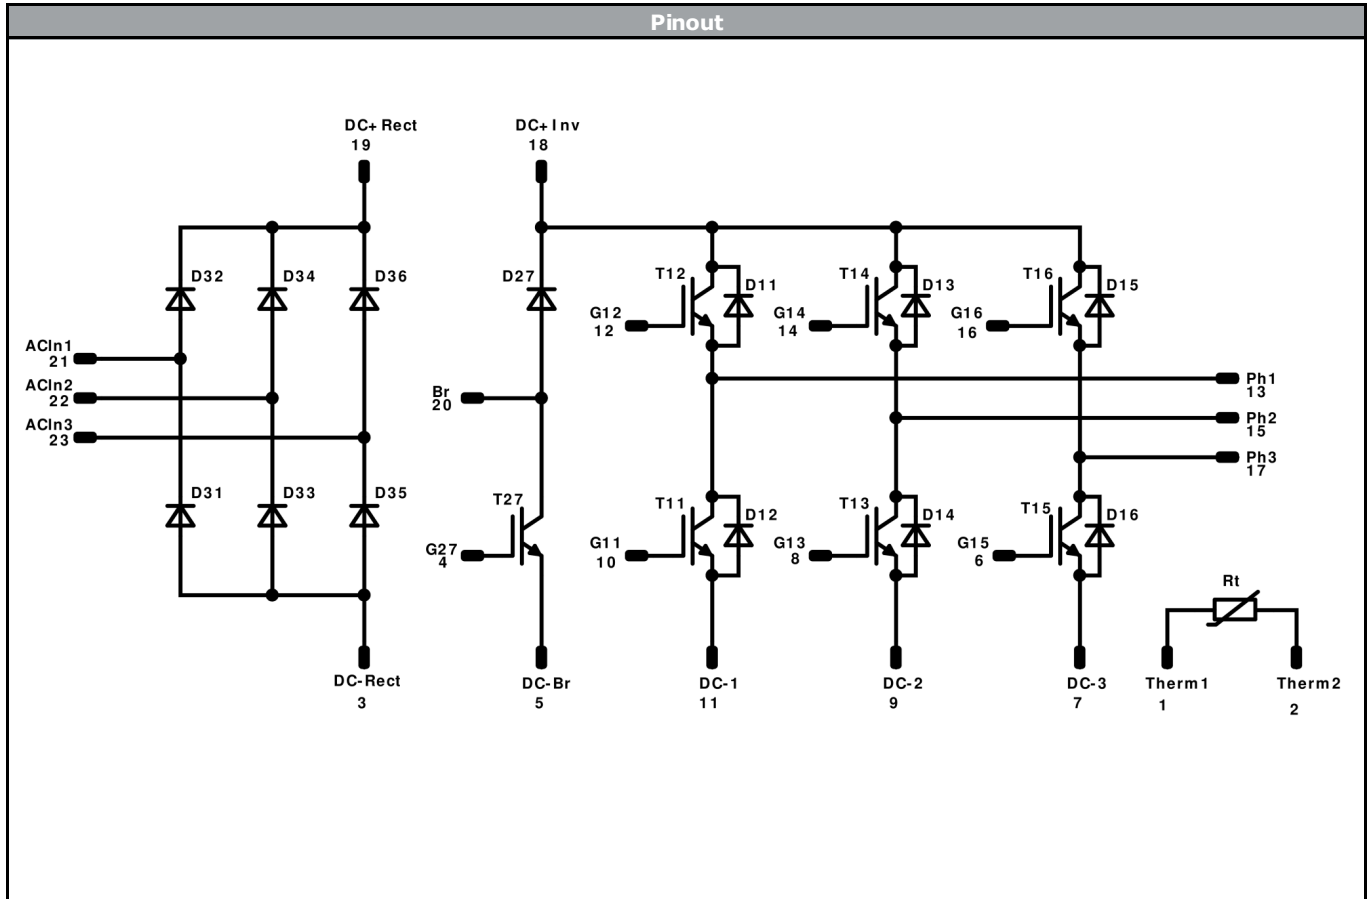 Pinout
DC+Rect
19
DC+Inv
18
D32
D34
D36
D27
T12
D11
T14
D13
T16
D15
G12
12
G14
14
G16
16
ACIn1
21
ACIn2
22
ACIn3
23
Br
20
Ph1
13
Ph2
15
Ph3
17
D31
D33
D35
T27
T11
D12
T13
D14
T15
D16
G27
4
G11
10
G13
8
G15
6
Rt
DC-Rect
3
DC-Br
5
DC-1
11
DC-2
9
DC-3
7
Therm1
1
Therm2
2